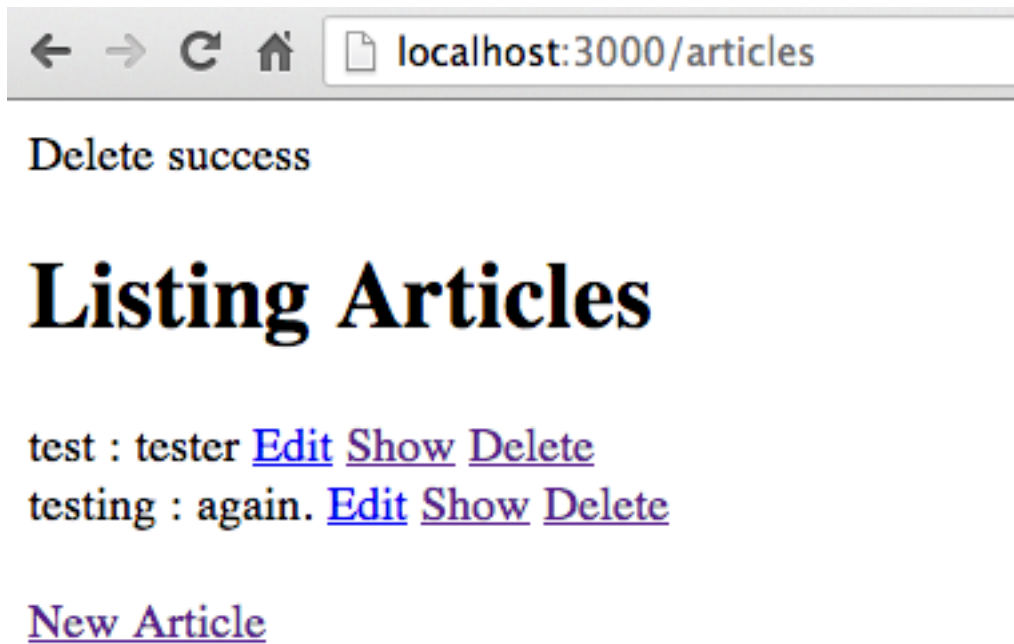 localhost:3000/articles
Delete success
Listing Articles
test : tester Edit Show Delete
testing : again. Edit Show Delete
New Article